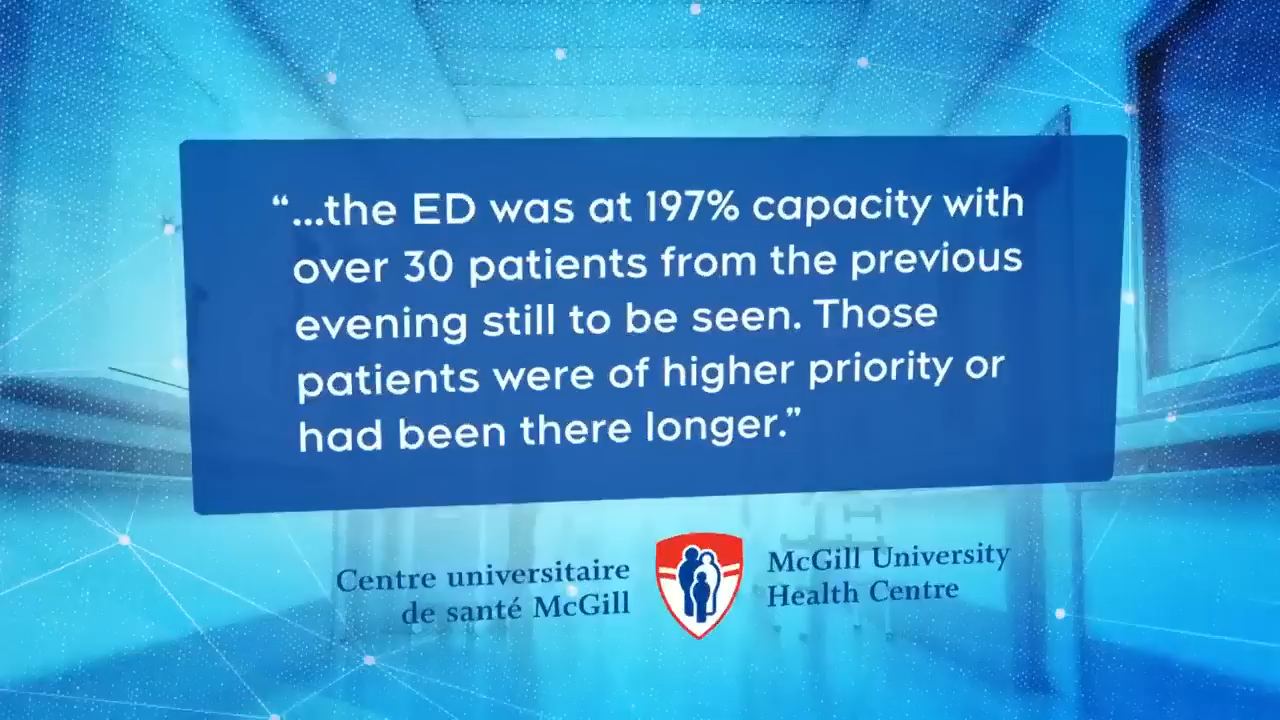 “...the ED was at 197% capacity with
over 30 patients from the previous
evening still to be seen. Those
patients were of higher priority or
had been there longer.”
Centre universitaire
de santé McGill
McGill University
Health Centre